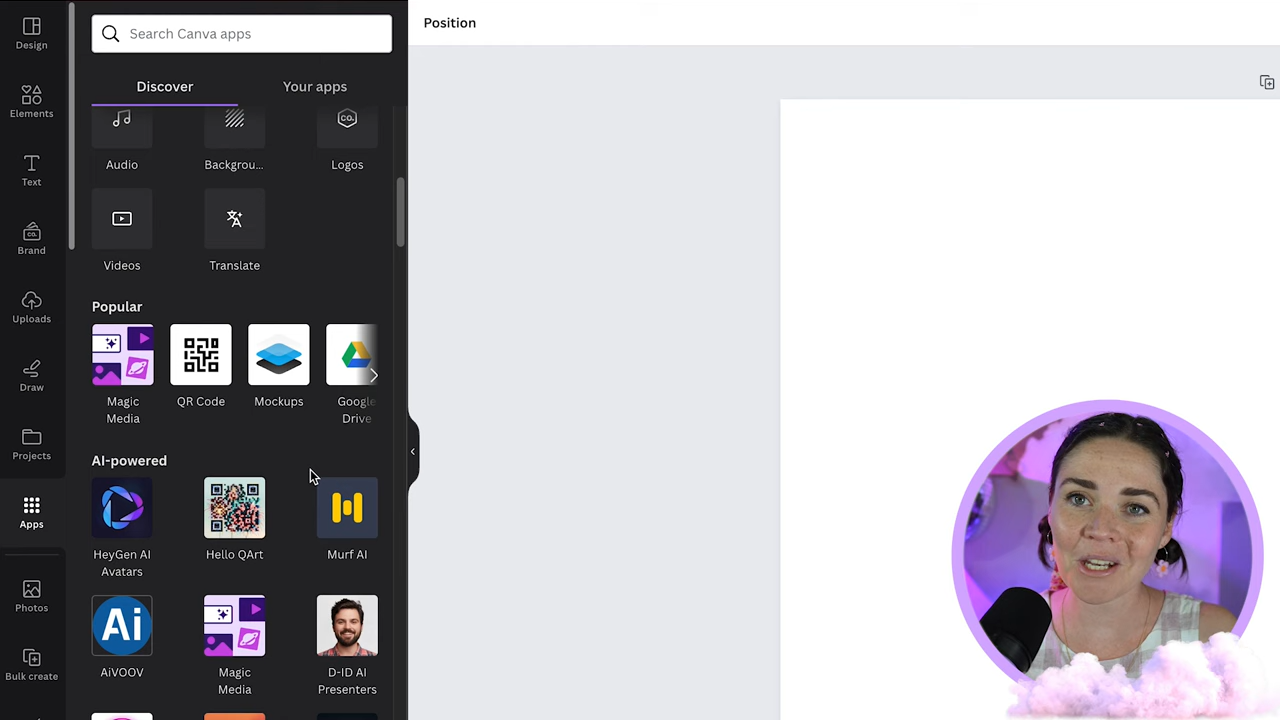 Design
Elements
Text
Brand
Uploads
Draw
Projects
Apps
Photos
Bulk create
Search Canva apps
Discover
Your apps
Audio
Backgrou...
Logos
CO.
Videos
Translate
Popular
Magic
Media
QR Code
Mockups
Google
Drive
AI-powered
HeyGen AI
Avatars
Hello QArt
Murf AI
Ai
AiVOOV
Magic
Media
D-ID AI
Presenters
Position